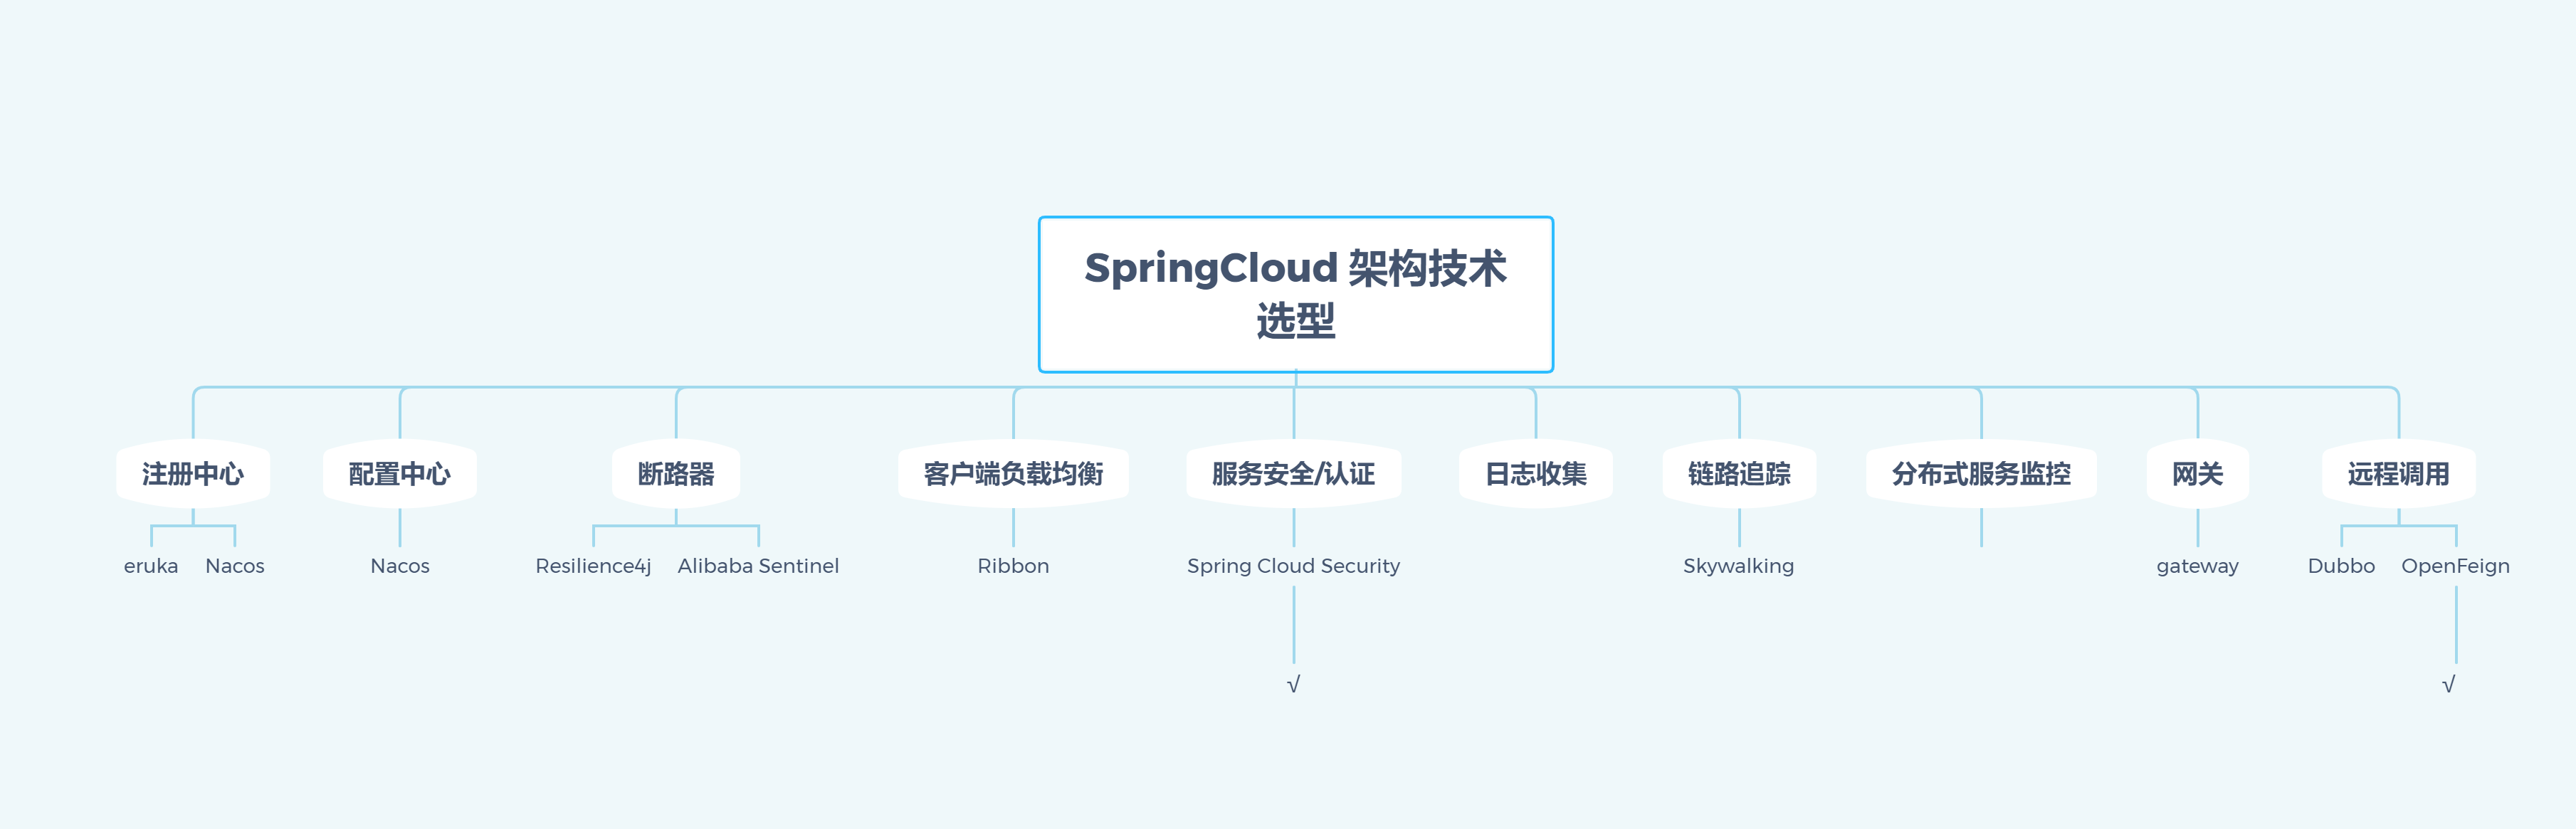 SpringCloud 架构技术
选型
注册中心
配置中心
断路器
客户端负载均衡
服务安全/认证
日志收集
链路追踪
分布式服务监控
网关
远程调用
eruka
Nacos
Nacos
Resilience4j
Alibaba Sentinel
Ribbon
Spring Cloud Security
Skywalking
gateway
Dubbo
OpenFeign
√
√